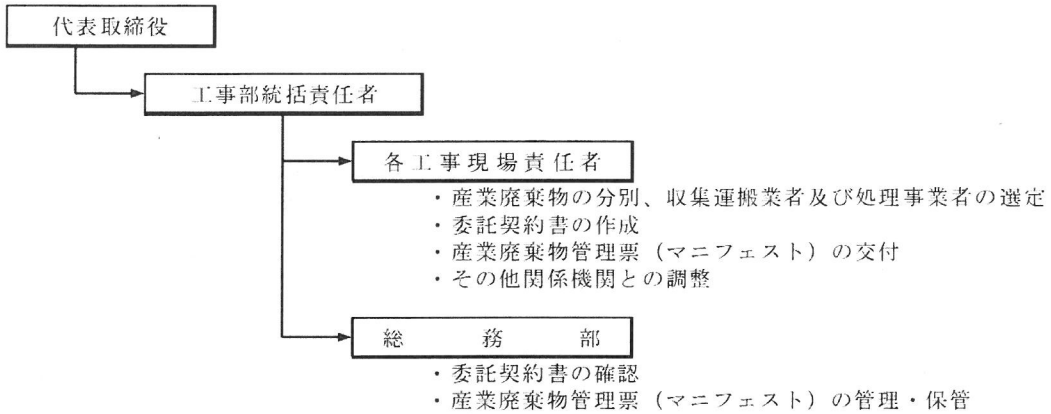 代表取締役
工事部統括責任者
各工事現場責任者
・産業廃棄物の分別、収集運搬業者及び処理事業者の選定
・委託契約書の作成
・産業廃棄物管理票（マニフェスト）の交付
・その他関係機関との調整
総務部
・委託契約書の確認
・産業廃棄物管理票（マニフェスト）の管理・保管